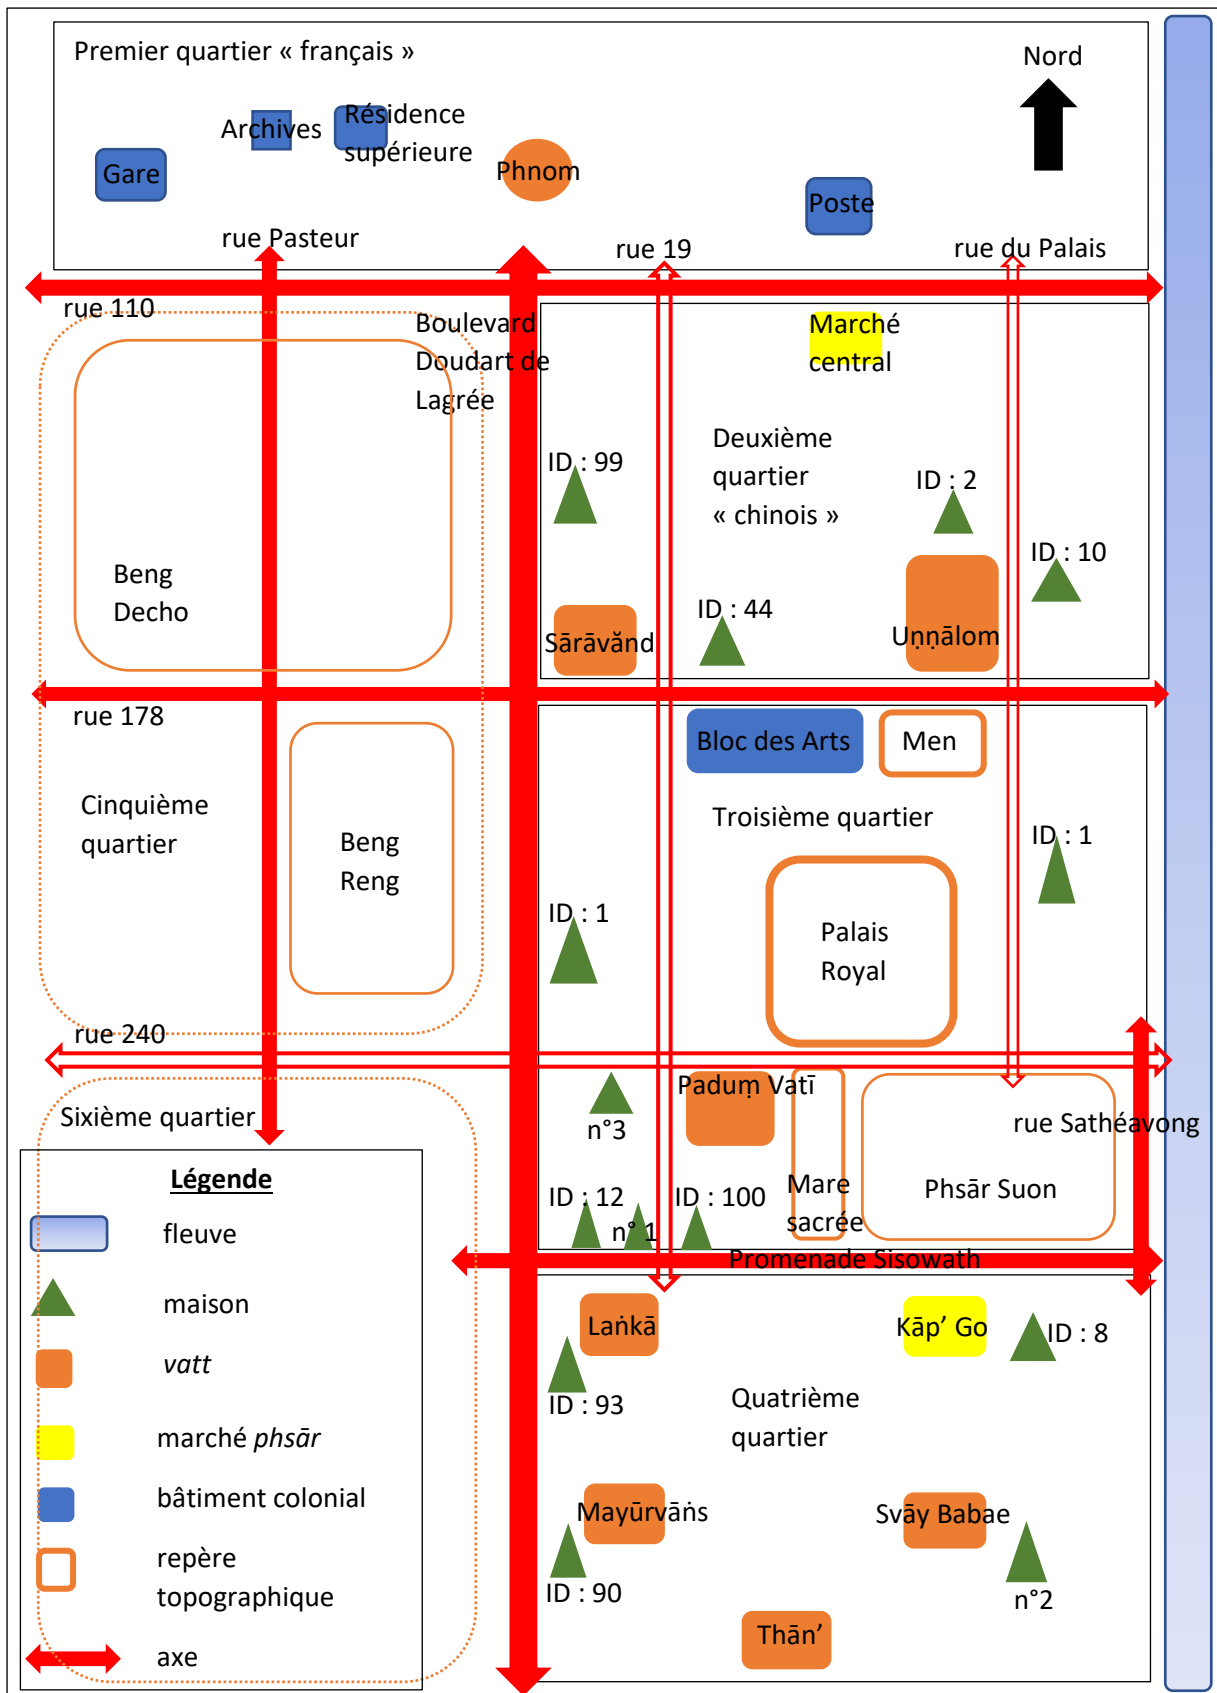 Premier quartier « français »
Nord
Archives
Résidence
supérieure
Gare
Phnom
Poste
rue Pasteur
rue 19
rue du Palais
rue 110
Boulevard
Doudart de
Lagrée
Marché
central
Deuxième
quartier
« chinois »
ID : 99
ID : 2
ID : 10
Beng
Decho
ID : 44
Sārāvănd
Uṇṇālom
rue 178
Bloc des Arts
Men
Cinquième
quartier
Troisième quartier
Beng
Reng
ID : 1
ID : 1
Palais
Royal
rue 240
Sixième quartier
Paduṃ Vatī
n°3
rue Sathéavong
ID : 12
n° 1
ID : 100
Mare
sacrée
Phsār Suon
Promenade Sisowath
Légende
fleuve
maison
vatt
marché phsār
bâtiment colonial
repère
topographique
axe
Laṅkā
Kāp’ Go
ID : 8
ID : 93
Quatrième
quartier
Mayūrvāṅs
Svāy Babae
ID : 90
n°2
Thān’